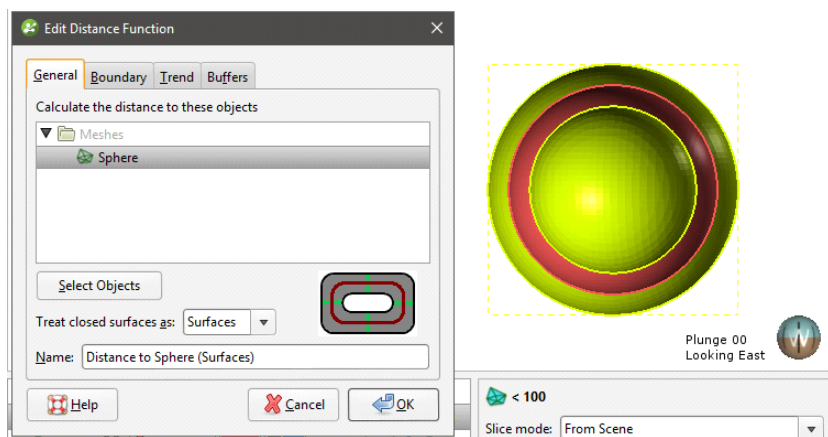 Edit Distance Function
General Boundary Trend Buffers
Calculate the distance to these objects
Meshes
Sphere
Select Objects
Treat closed surfaces as: Surfaces
Name: Distance to Sphere (Surfaces)
Help Cancel OK
Plunge 00
Looking East
W
< 100
Slice mode: From Scene